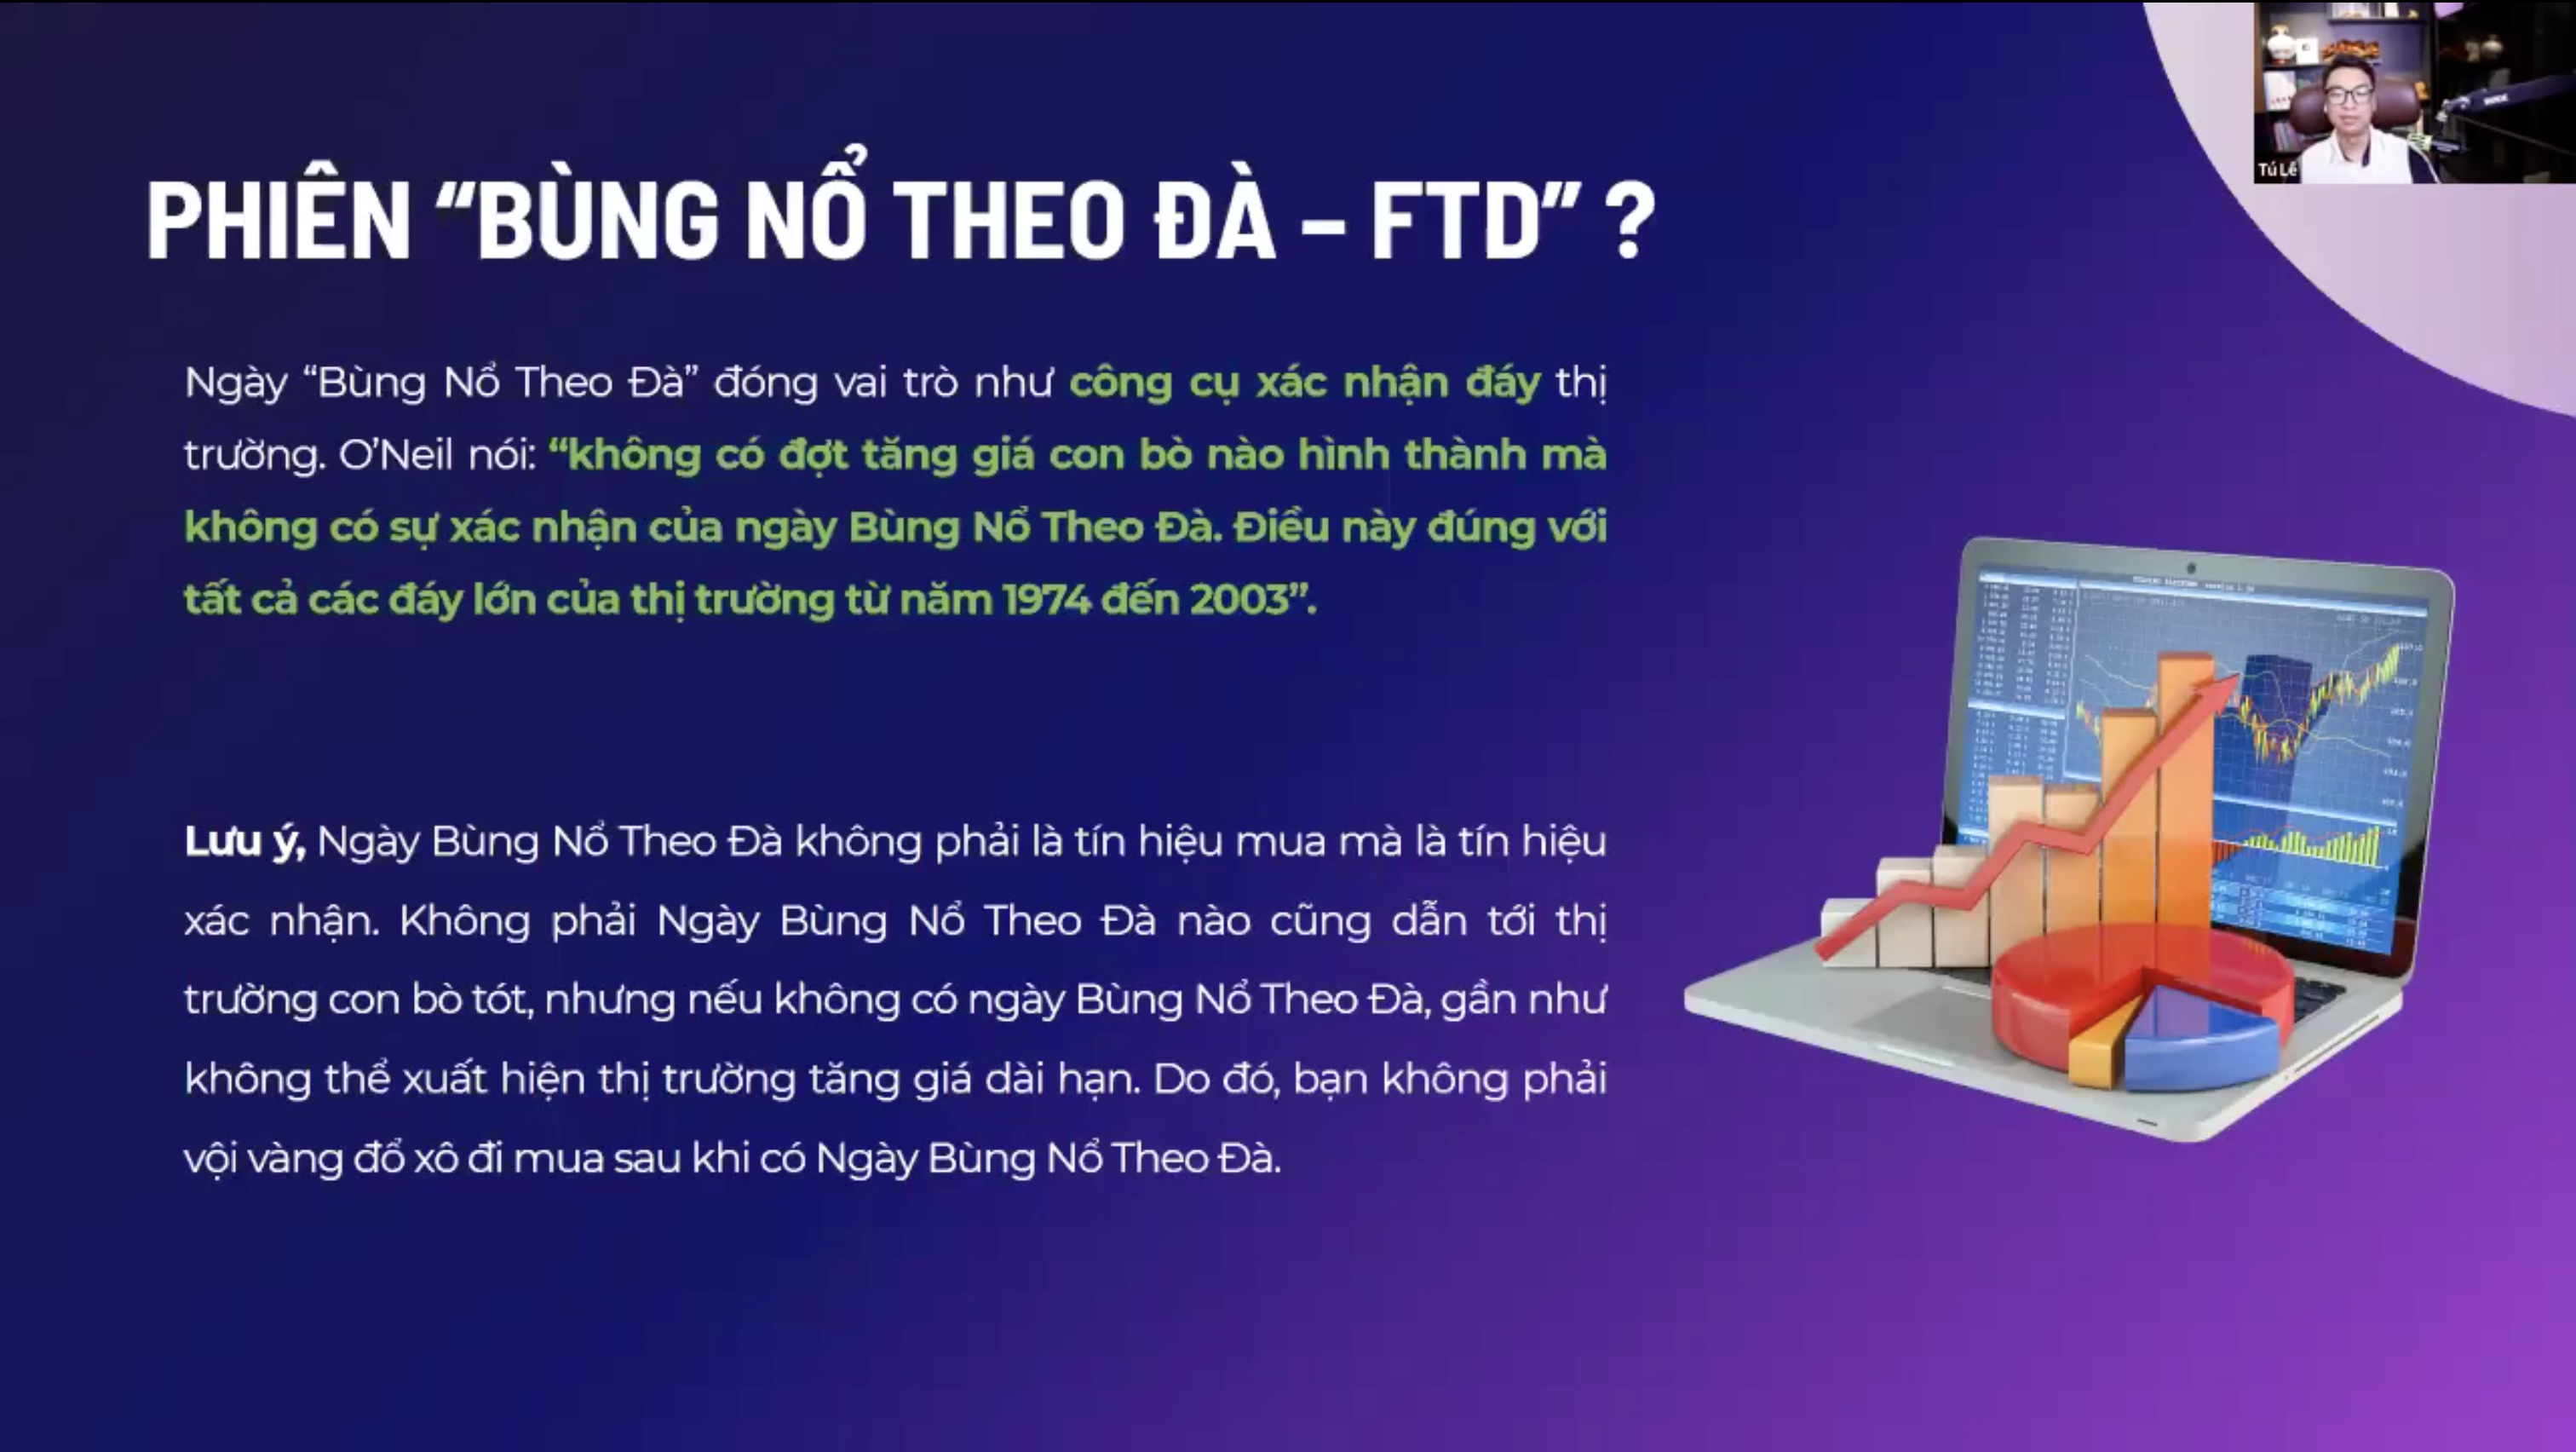 Tú Lê
PHIÊN “BÙNG NỔ THEO ĐÀ – FTD” ?
Ngày “Bùng Nổ Theo Đà” đóng vai trò như công cụ xác nhận đáy thị
trường. O’Neil nói: “không có đợt tăng giá con bò nào hình thành mà
không có sự xác nhận của ngày Bùng Nổ Theo Đà. Điều này đúng với
tất cả các đáy lớn của thị trường từ năm 1974 đến 2003”.
Lưu ý, Ngày Bùng Nổ Theo Đà không phải là tín hiệu mua mà là tín hiệu
xác nhận. Không phải Ngày Bùng Nổ Theo Đà nào cũng dẫn tới thị
trường con bò tót, nhưng nếu không có ngày Bùng Nổ Theo Đà, gần như
không thể xuất hiện thị trường tăng giá dài hạn. Do đó, bạn không phải
vội vàng đổ xô đi mua sau khi có Ngày Bùng Nổ Theo Đà.